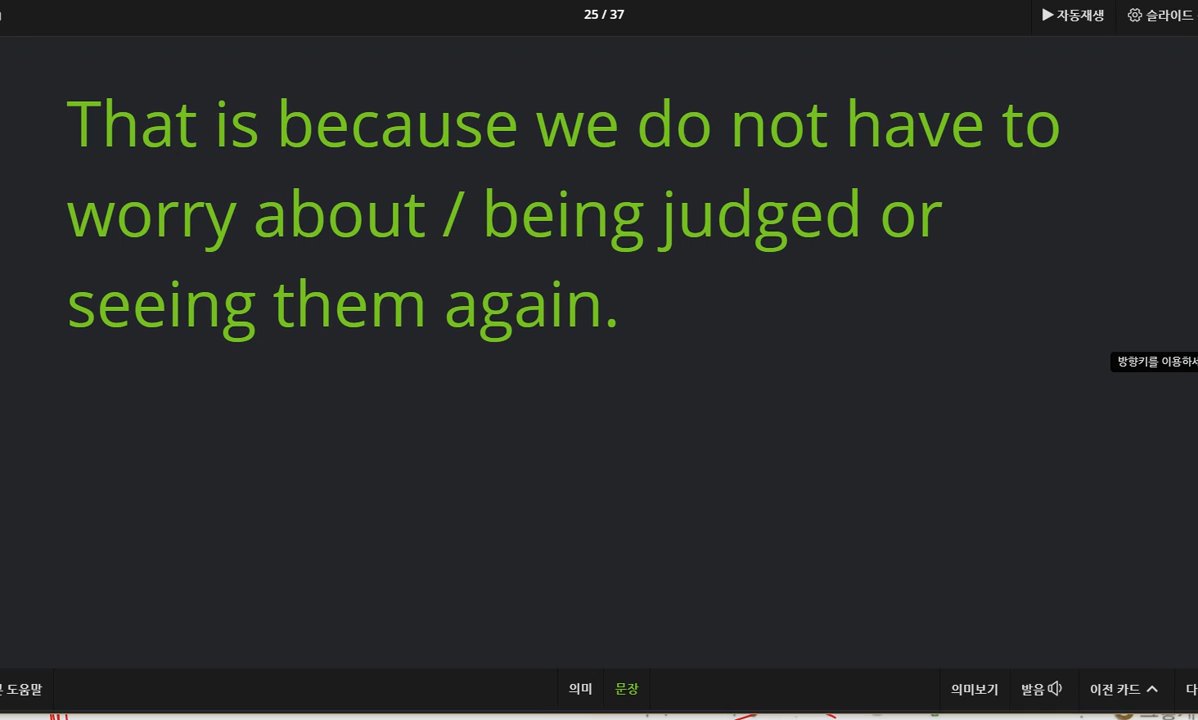 25 / 37
자동재생
슬라이드
That is because we do not have to
worry about / being judged or
seeing them again.
방향키를 이용하세
도움말
의미
문장
의미보기
발음
이전 카드
다